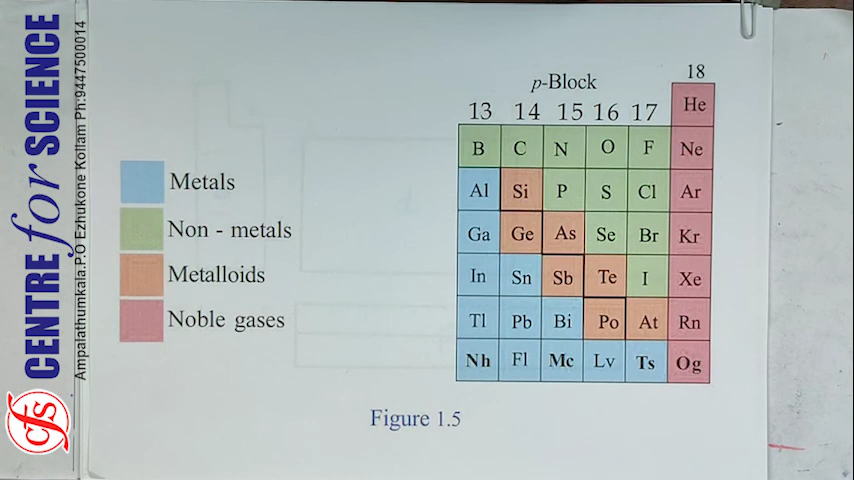 CENTRE for SCIENCE
Ampalathumkala.P.O Ezhukone Kollam Ph:9447500014
cfs
p-Block
18
13 14 15 16 17
He
B C N O F Ne
Al Si P S Cl Ar
Ga Ge As Se Br Kr
In Sn Sb Te I Xe
Tl Pb Bi Po At Rn
Nh Fl Mc Lv Ts Og
Metals
Non - metals
Metalloids
Noble gases
Figure 1.5